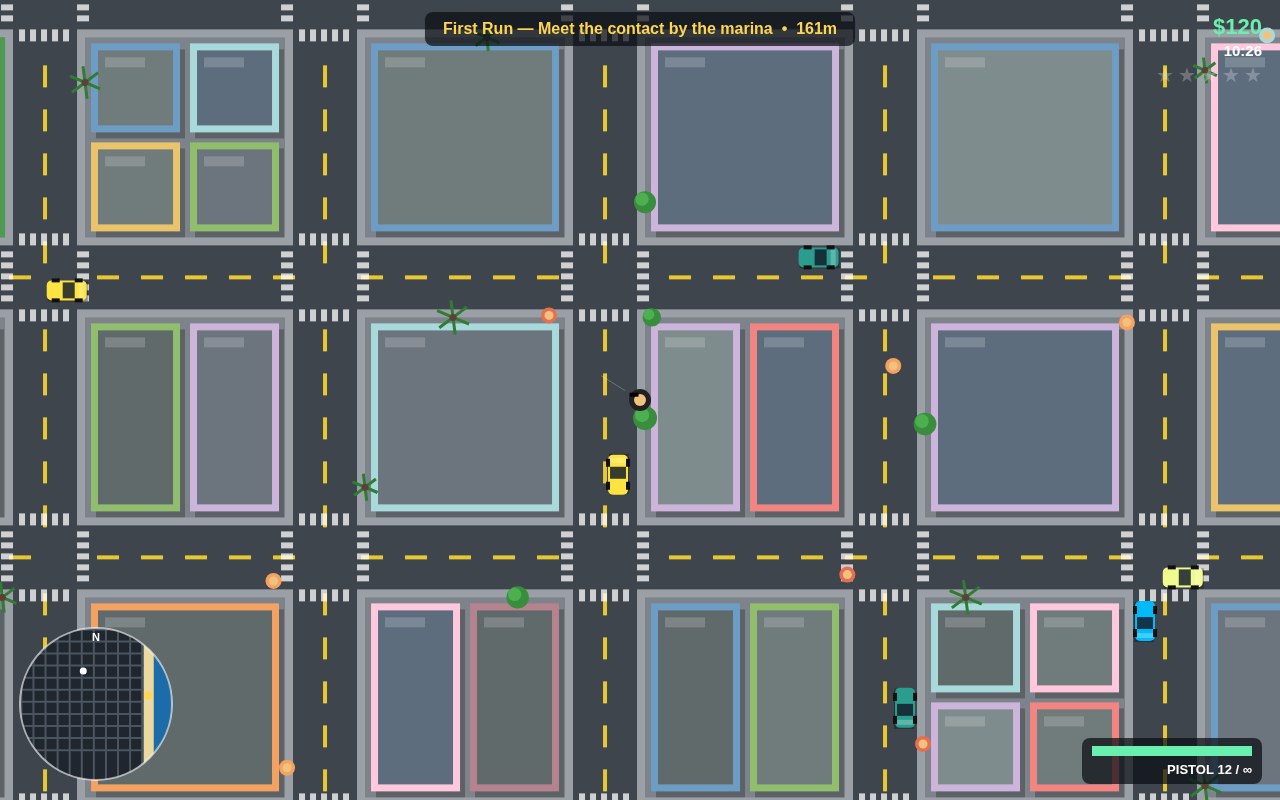 First Run — Meet the contact by the marina • 161m
$120
10:26
N
PISTOL 12 / ∞